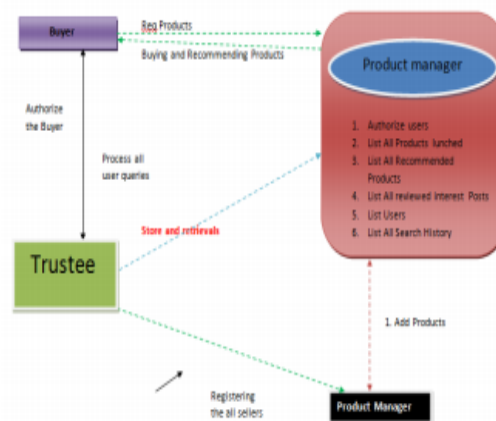 Buyer
Req Products
Buying and Recommending Products
Product manager
Authorize
the Buyer
1. Authorize users
2. List All Products lunched
3. List All Recommended
Products
4. List All reviewed interest Posts
5. List Users
6. List All Search History
Process all
user queries
Store and retrievals
Trustee
1. Add Products
Registering
the all sellers
Product Manager